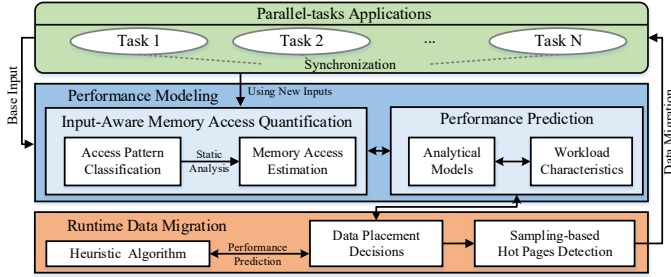 Parallel-tasks Applications
Task 1
Task 2
...
Task N
Synchronization
Base Input
Using New Inputs
Data Migration
Performance Modeling
Input-Aware Memory Access Quantification
Access Pattern
Classification
Static
Analysis
Memory Access
Estimation
Performance Prediction
Analytical
Models
Workload
Characteristics
Runtime Data Migration
Heuristic Algorithm
Performance
Prediction
Data Placement
Decisions
Sampling-based
Hot Pages Detection